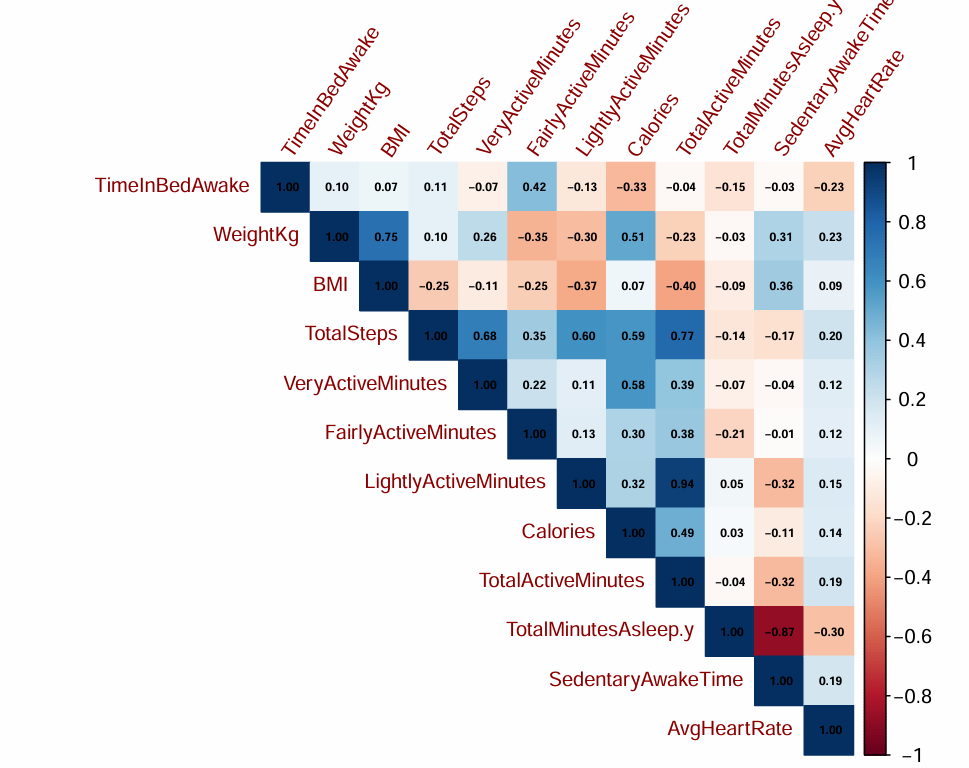 TimeInBedAwake
WeightKg
BMI
TotalSteps
VeryActiveMinutes
FairlyActiveMinutes
LightlyActiveMinutes
Calories
TotalActiveMinutes
TotalMinutesAsleep.y
SedentaryAwakeTime
AvgHeartRate
TimeInBedAwake 1.00 0.10 0.07 0.11 −0.07 0.42 −0.13 −0.33 −0.04 −0.15 −0.03 −0.23
WeightKg 1.00 0.75 0.10 0.26 −0.35 −0.30 0.51 −0.23 −0.03 0.31 0.23
BMI 1.00 −0.25 −0.11 −0.25 −0.37 0.07 −0.40 −0.09 0.36 0.09
TotalSteps 1.00 0.68 0.35 0.60 0.59 0.77 −0.14 −0.17 0.20
VeryActiveMinutes 1.00 0.22 0.11 0.58 0.39 −0.07 −0.04 0.12
FairlyActiveMinutes 1.00 0.13 0.30 0.38 −0.21 −0.01 0.12
LightlyActiveMinutes 1.00 0.32 0.94 0.05 −0.32 0.15
Calories 1.00 0.49 0.03 −0.11 0.14
TotalActiveMinutes 1.00 −0.04 −0.32 0.19
TotalMinutesAsleep.y 1.00 −0.87 −0.30
SedentaryAwakeTime 1.00 0.19
AvgHeartRate 1.00
1
0.8
0.6
0.4
0.2
0
−0.2
−0.4
−0.6
−0.8
−1